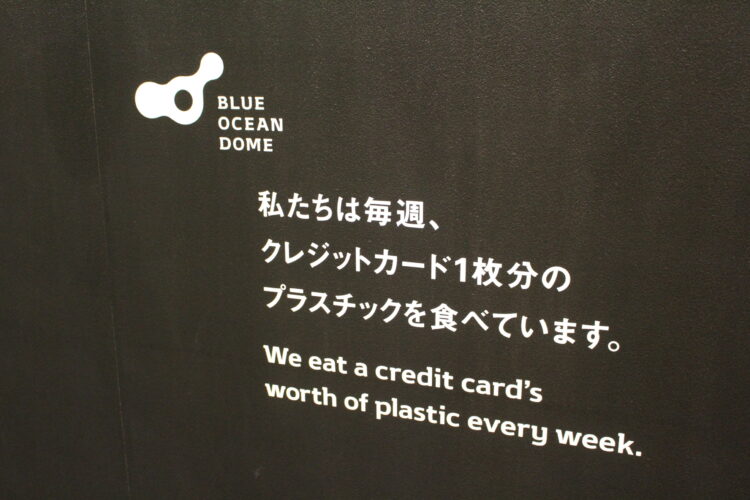 BLUE
OCEAN
DOME
私たちは毎週、
クレジットカード1枚分の
プラスチックを食べています。
We eat a credit card's
worth of plastic every week.